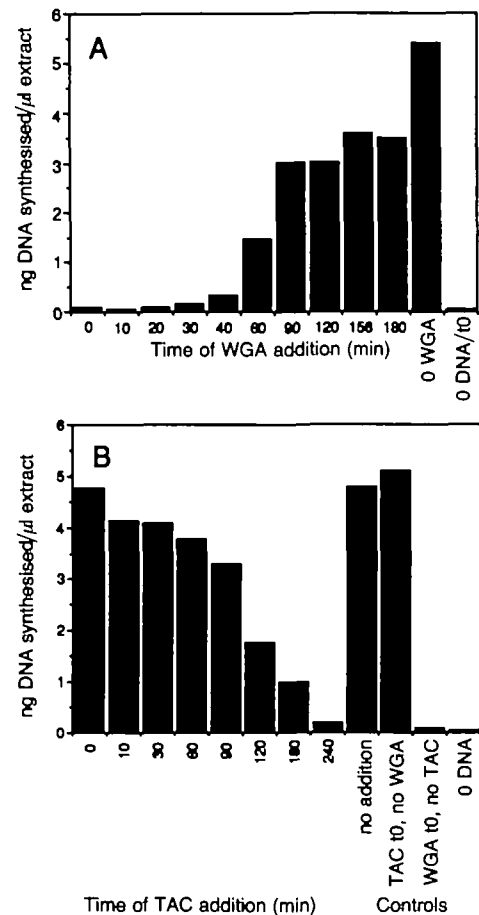 A
ng DNA synthesised/µl extract
6
5
4
3
2
1
0
0 10 20 30 40 60 90 120 156 180
0 WGA
0 DNA/t0
Time of WGA addition (min)
B
ng DNA synthesised/µl extract
6
5
4
3
2
1
0
0 10 30 60 90 120 180 240
no addition
TAC t0, no WGA
WGA t0, no TAC
0 DNA
Time of TAC addition (min)
Controls